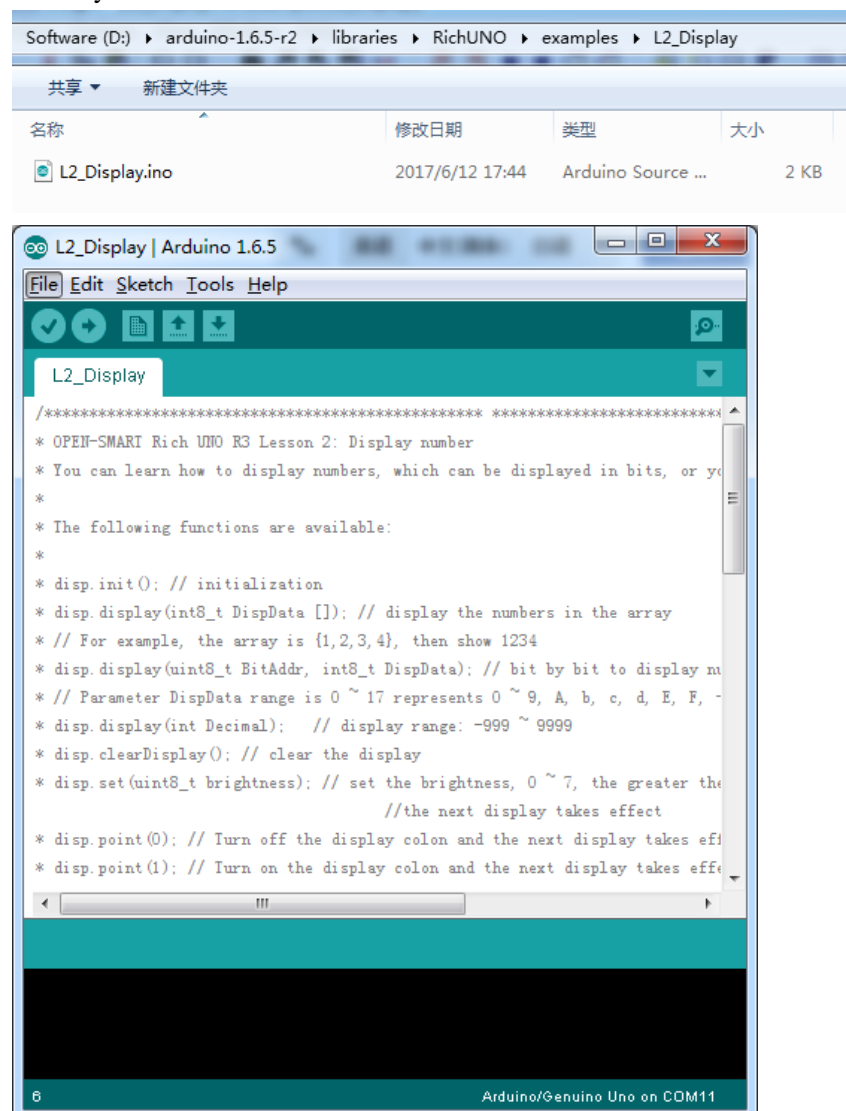 Software (D:) ▸ arduino-1.6.5-r2 ▸ libraries ▸ RichUNO ▸ examples ▸ L2_Display
共享 ▼ 新建文件夹
名称 修改日期 类型 大小
L2_Display.ino 2017/6/12 17:44 Arduino Source ... 2 KB
L2_Display | Arduino 1.6.5
File Edit Sketch Tools Help
L2_Display
/************************************************* **************************
* OPEN-SMART Rich UNO R3 Lesson 2: Display number
* You can learn how to display numbers, which can be displayed in bits, or yo
*
* The following functions are available:
*
* disp.init(); // initialization
* disp.display(int8_t DispData []); // display the numbers in the array
* // For example, the array is {1,2,3,4}, then show 1234
* disp.display(uint8_t BitAddr, int8_t DispData); // bit by bit to display nu
* // Parameter DispData range is 0 ~ 17 represents 0 ~ 9, A, b, c, d, E, F, -
* disp.display(int Decimal); // display range: -999 ~ 9999
* disp.clearDisplay(); // clear the display
* disp.set(uint8_t brightness); // set the brightness, 0 ~ 7, the greater the
//the next display takes effect
* disp.point(0); // Turn off the display colon and the next display takes eff
* disp.point(1); // Turn on the display colon and the next display takes effe
6 Arduino/Genuino Uno on COM11